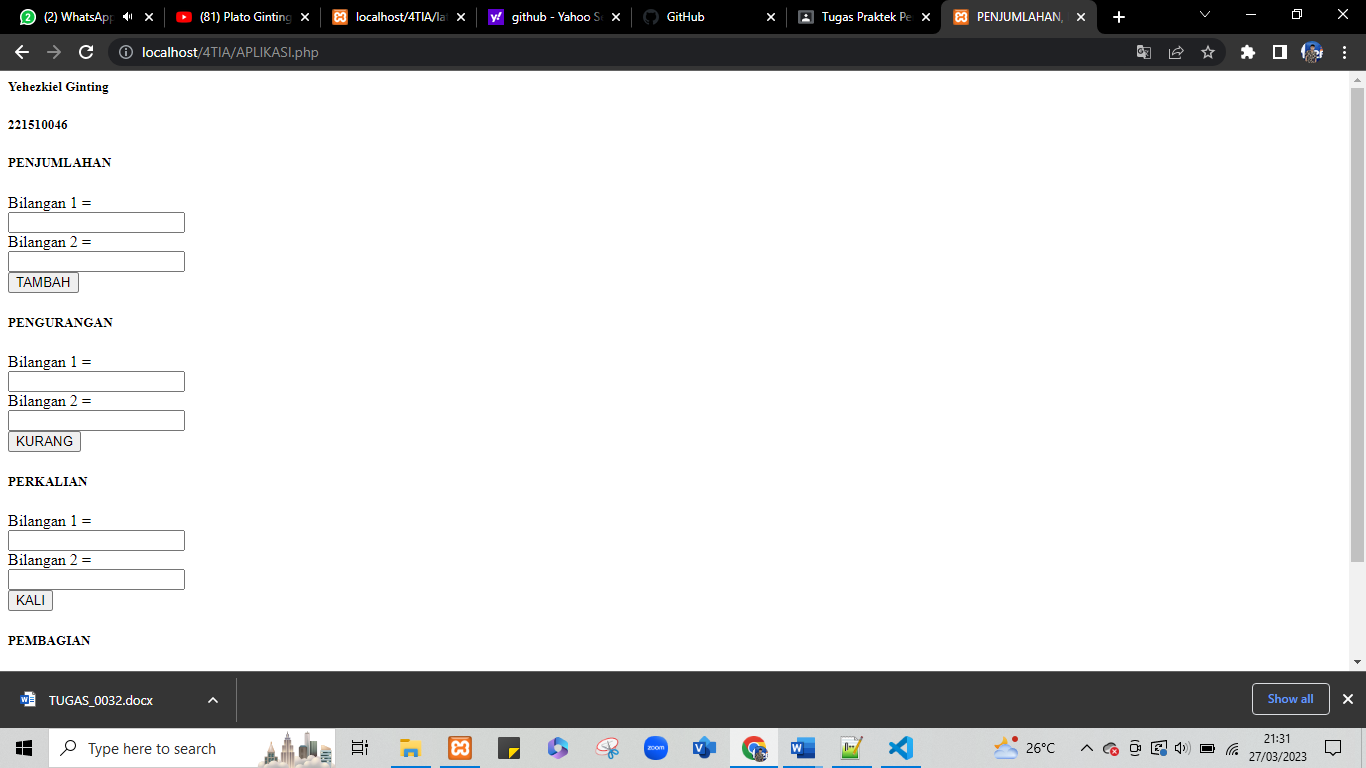 (2) WhatsApp
(81) Plato Ginting
localhost/4TIA/la
github - Yahoo S
GitHub
Tugas Praktek Pe
PENJUMLAHAN,
localhost/4TIA/APLIKASI.php
Yehezkiel Ginting
221510046
PENJUMLAHAN
Bilangan 1 =
Bilangan 2 =
TAMBAH
PENGURANGAN
Bilangan 1 =
Bilangan 2 =
KURANG
PERKALIAN
Bilangan 1 =
Bilangan 2 =
KALI
PEMBAGIAN
TUGAS_0032.docx
Show all
Type here to search
zoom
26°C
21:31
27/03/2023